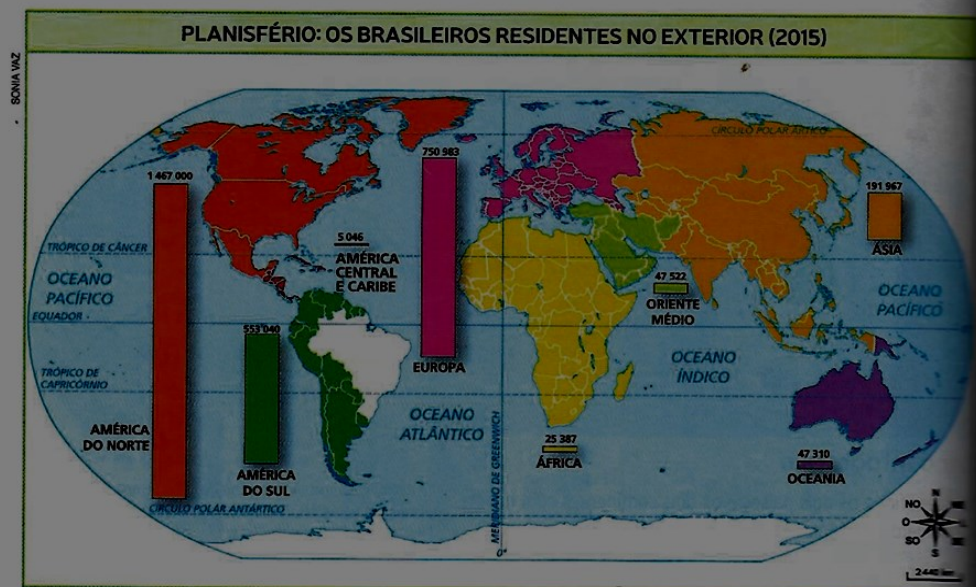 SONIA VAZ
PLANISFÉRIO: OS BRASILEIROS RESIDENTES NO EXTERIOR (2015)
CÍRCULO POLAR ÁRTICO
750 983
1 467 000
191 967
ÁSIA
TRÓPICO DE CÂNCER
5 046
AMÉRICA
CENTRAL
E CARIBE
OCEANO
PACÍFICO
47 522
ORIENTE
MÉDIO
OCEANO
PACÍFICO
EQUADOR
553 040
EUROPA
OCEANO
ÍNDICO
TRÓPICO DE
CAPRICÓRNIO
OCEANO
ATLÂNTICO
AMÉRICA
DO NORTE
25 387
ÁFRICA
47 310
OCEANIA
AMÉRICA
DO SUL
MERIDIANO DE GREENWICH
CÍRCULO POLAR ANTÁRTICO
0°
N
NO
O
SO
S
2440 km